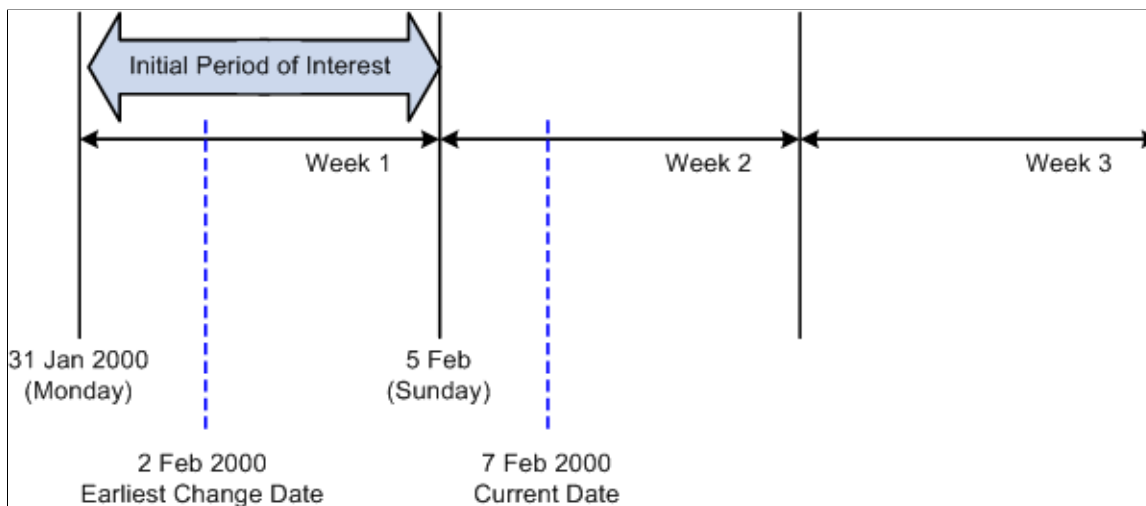 Initial Period of Interest
Week 1
Week 2
Week 3
31 Jan 2000
(Monday)
5 Feb
(Sunday)
2 Feb 2000
Earliest Change Date
7 Feb 2000
Current Date